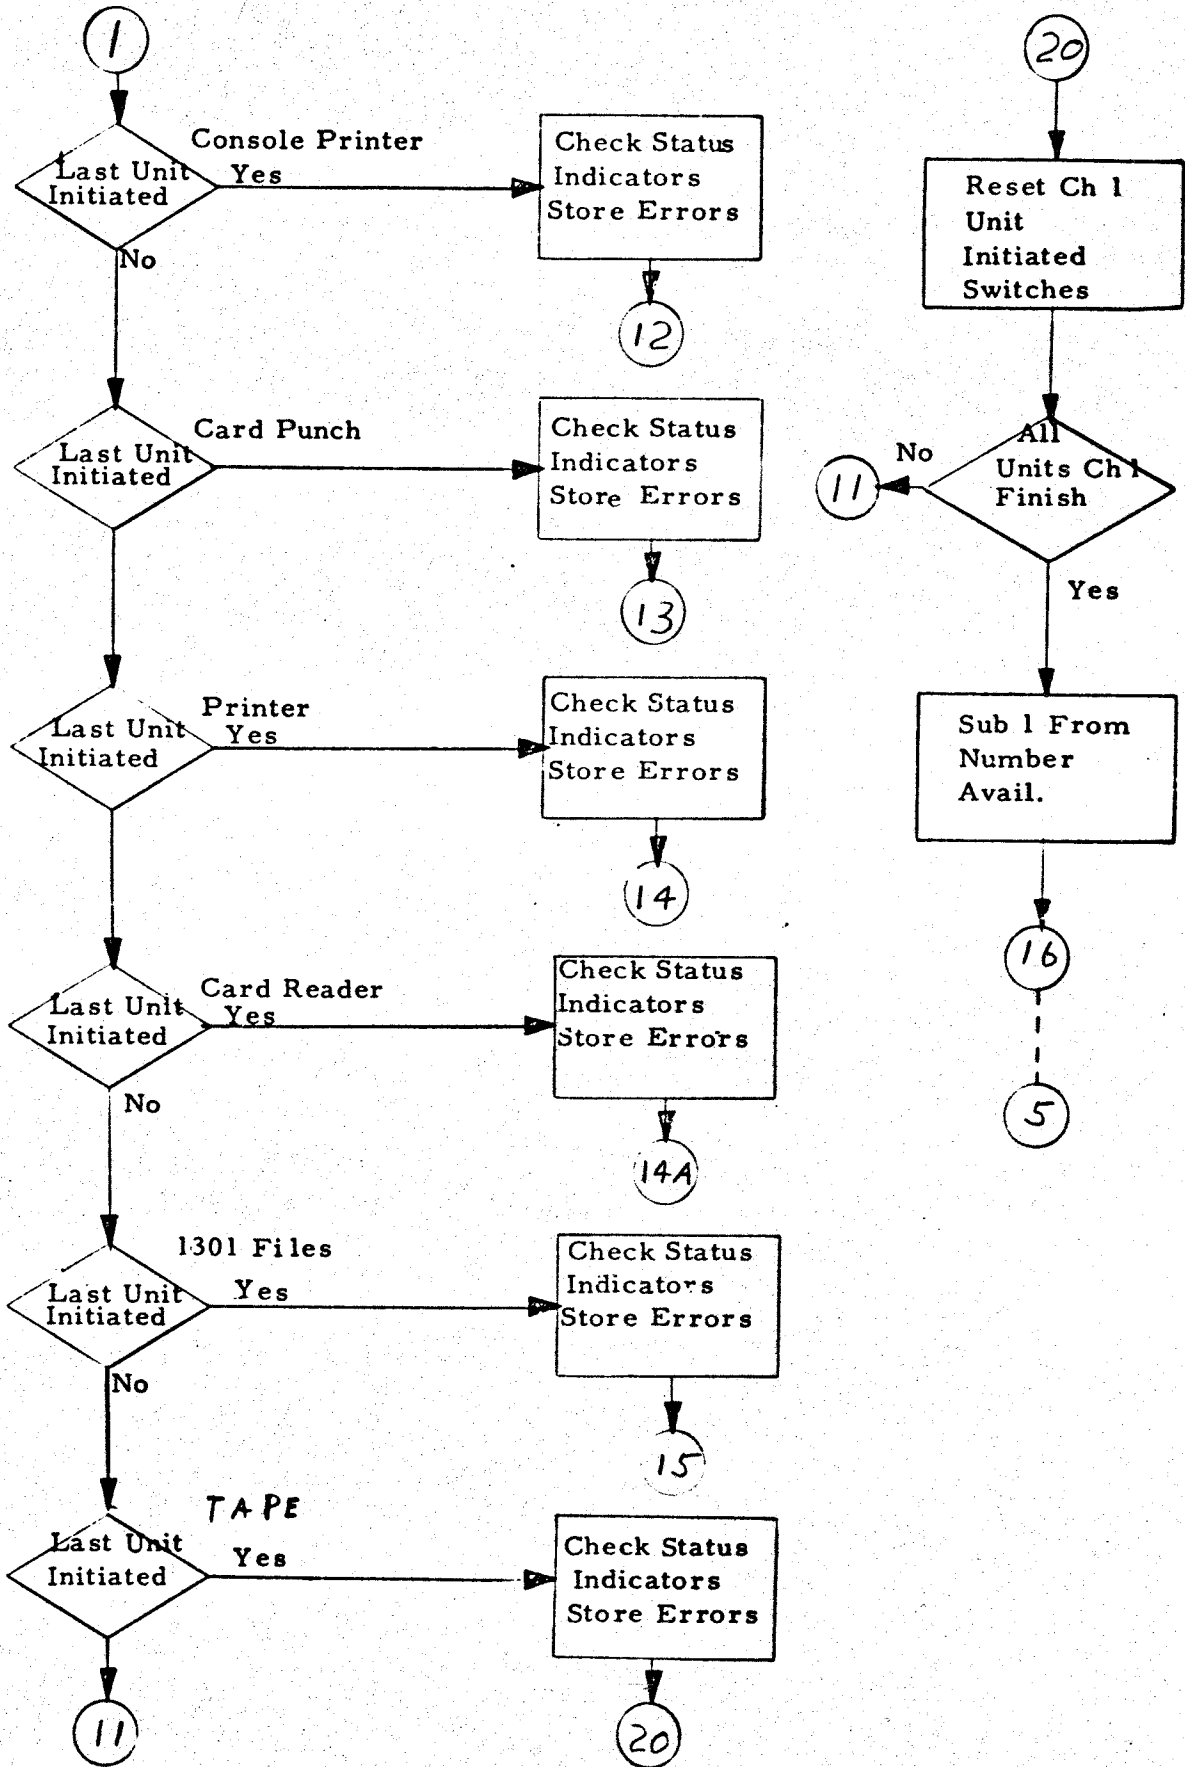 1
Console Printer
Last Unit
Initiated
Yes
No
Check Status
Indicators
Store Errors
12
Card Punch
Last Unit
Initiated
Check Status
Indicators
Store Errors
13
Printer
Last Unit
Initiated
Yes
Check Status
Indicators
Store Errors
14
Card Reader
Last Unit
Initiated
Yes
No
Check Status
Indicators
Store Errors
14A
1301 Files
Last Unit
Initiated
Yes
No
Check Status
Indicators
Store Errors
15
TAPE
Last Unit
Initiated
Yes
Check Status
Indicators
Store Errors
11
20
20
Reset Ch 1
Unit
Initiated
Switches
All
Units Ch 1
Finish
No
11
Yes
Sub 1 From
Number
Avail.
16
5